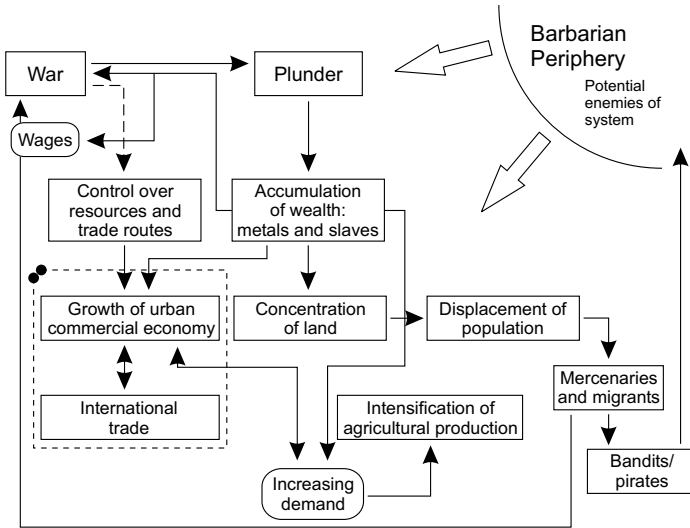 Barbarian
Periphery
Potential
enemies of
system
War
Plunder
Wages
Control over
resources and
trade routes
Accumulation
of wealth:
metals and slaves
Growth of urban
commercial economy
Concentration
of land
Displacement of
population
International
trade
Intensification of
agricultural production
Mercenaries
and migrants
Increasing
demand
Bandits/
pirates